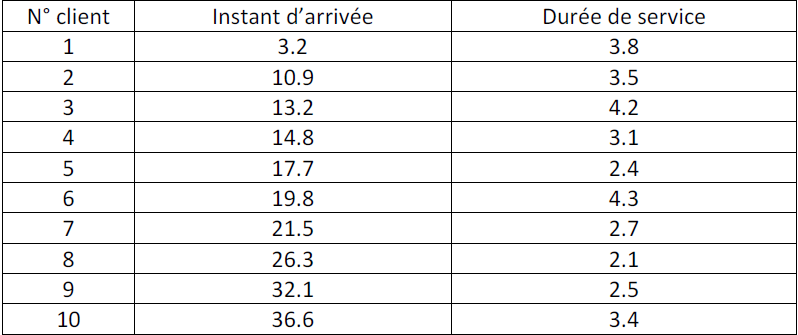 N° client Instant d’arrivée Durée de service
1 3.2 3.8
2 10.9 3.5
3 13.2 4.2
4 14.8 3.1
5 17.7 2.4
6 19.8 4.3
7 21.5 2.7
8 26.3 2.1
9 32.1 2.5
10 36.6 3.4